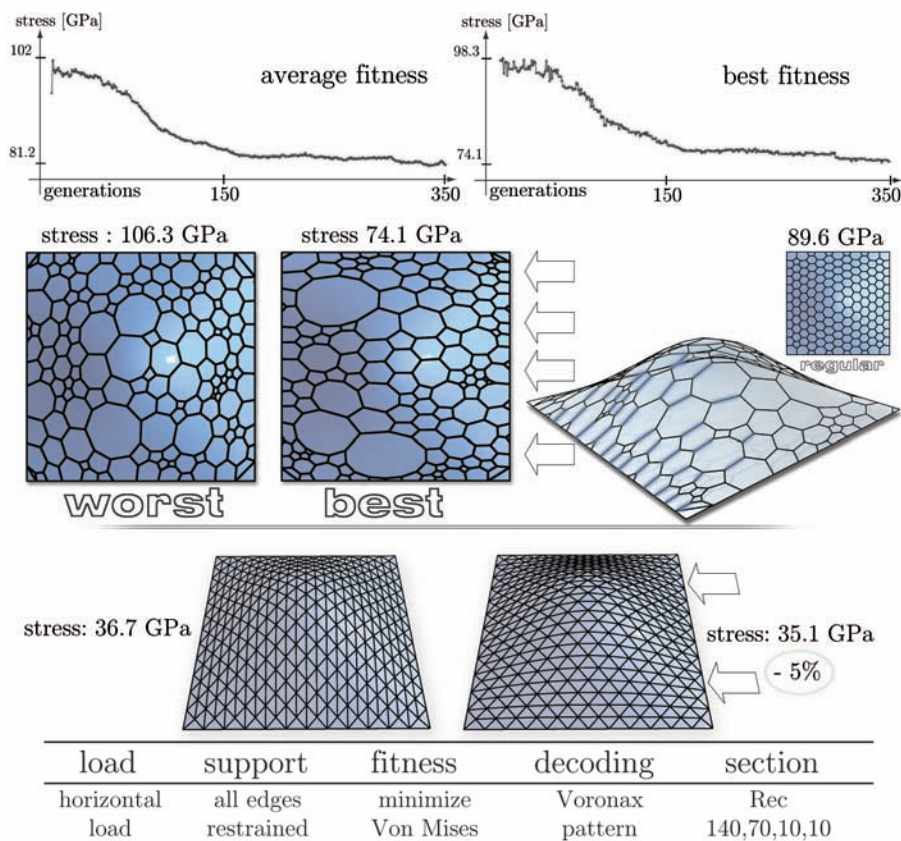 stress [GPa]
102
average fitness
81.2
generations
150
350
stress [GPa]
98.3
best fitness
74.1
generations
150
350
stress : 106.3 GPa
stress 74.1 GPa
89.6 GPa
regular
worst
best
stress: 36.7 GPa
stress: 35.1 GPa
- 5%
load support fitness decoding section
horizontal all edges minimize Voronax Rec
load restrained Von Mises pattern 140,70,10,10